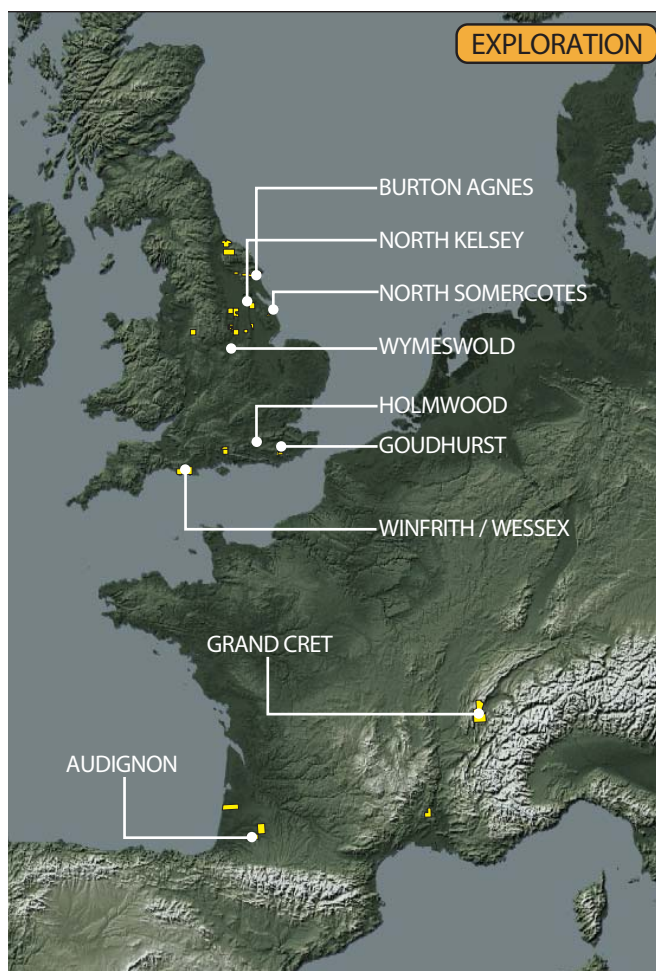 EXPLORATION
BURTON AGNES
NORTH KELSEY
NORTH SOMERCOTES
WYMESWOLD
HOLMWOOD
GOUDHURST
WINFRITH / WESSEX
GRAND CRET
AUDIGNON